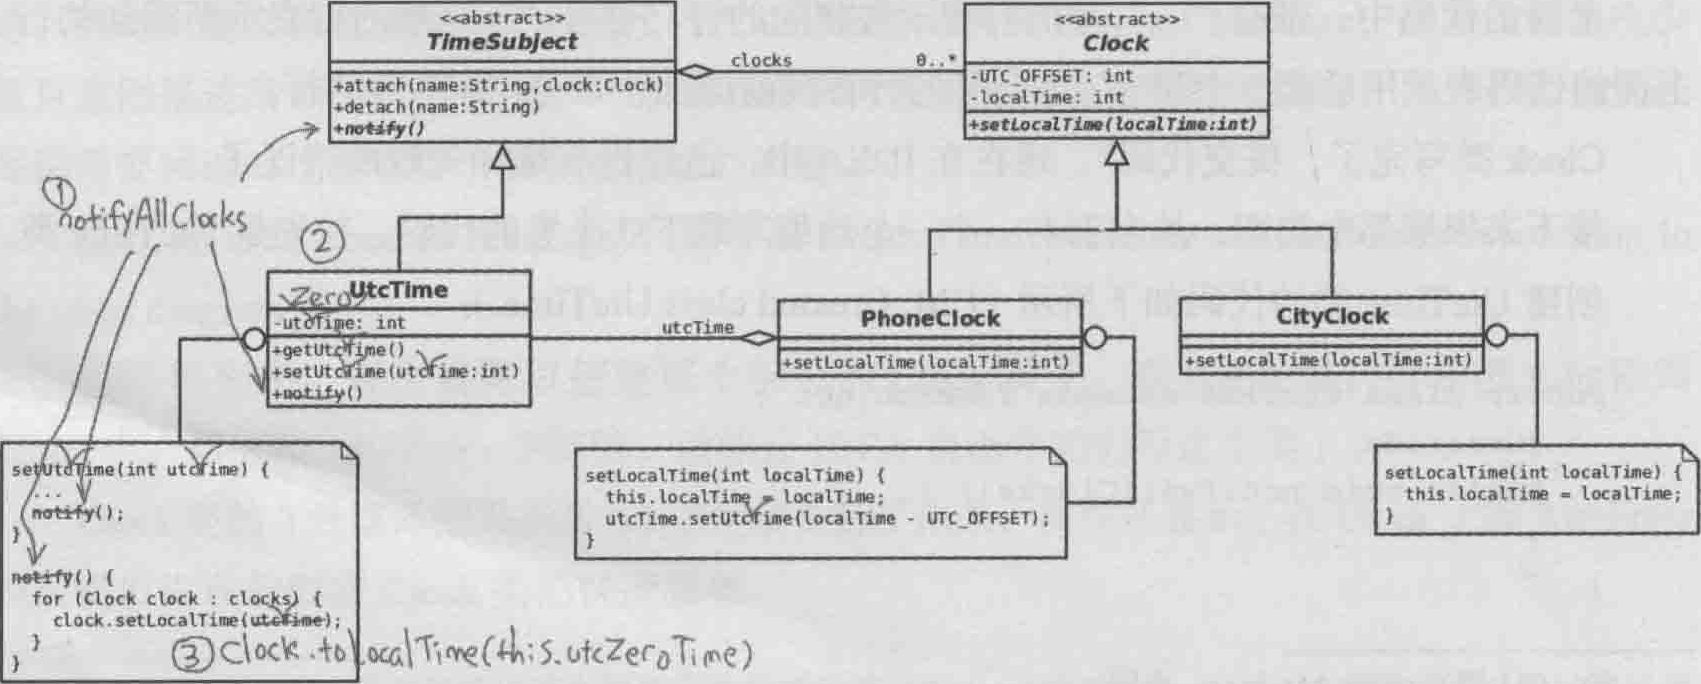 <<abstract>>
TimeSubject
+attach(name:String,clock:Clock)
+detach(name:String)
+notify()
clocks
0..*
<<abstract>>
Clock
-UTC_OFFSET: int
-localTime: int
+setLocalTime(localTime:int)
①
notifyAllClocks
②
Zero
UtcTime
-utcTime: int
+getUtcTime()
+setUtcTime(utcTime:int)
+notify()
utcTime
PhoneClock
+setLocalTime(localTime:int)
CityClock
+setLocalTime(localTime:int)
setUtcTime(int utcTime) {
...
notify();
}
notify() {
for (Clock clock : clocks) {
clock.setLocalTime(utcTime);
}
}
③ Clock.toLocalTime(this.utcZeroTime)
setLocalTime(int localTime) {
this.localTime = localTime;
utcTime.setUtcTime(localTime - UTC_OFFSET);
}
setLocalTime(int localTime) {
this.localTime = localTime;
}